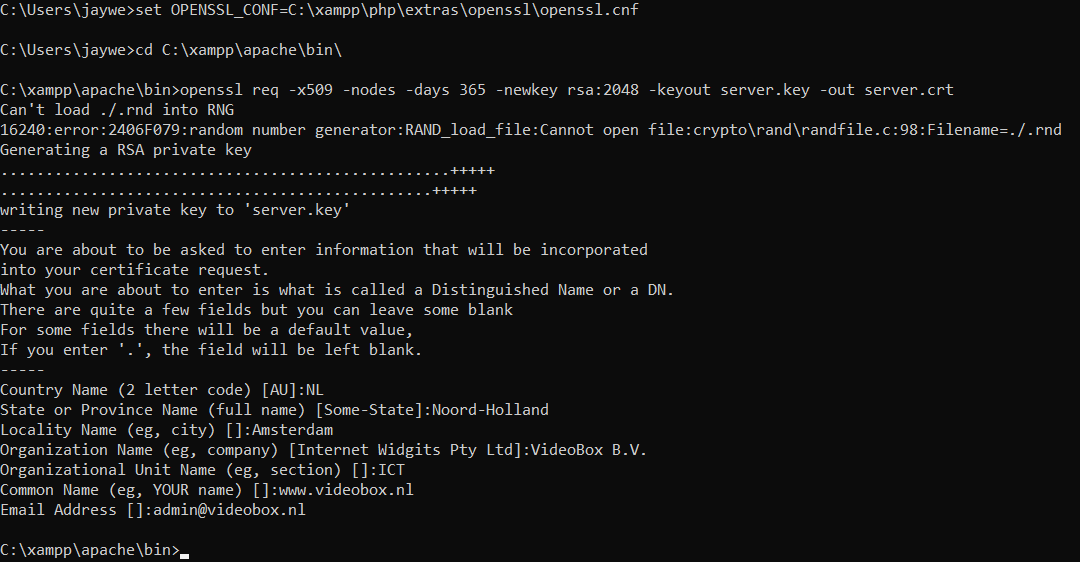 C:\Users\jaywe>set OPENSSL_CONF=C:\xampp\php\extras\openssl\openssl.cnf
C:\Users\jaywe>cd C:\xampp\apache\bin\
C:\xampp\apache\bin>openssl req -x509 -nodes -days 365 -newkey rsa:2048 -keyout server.key -out server.crt
Can't load ./.rnd into RNG
16240:error:2406F079:random number generator:RAND_load_file:Cannot open file:crypto\rand\randfile.c:98:Filename=./.rnd
Generating a RSA private key
..................................................+++++
................................................+++++
writing new private key to 'server.key'
-----
You are about to be asked to enter information that will be incorporated
into your certificate request.
What you are about to enter is what is called a Distinguished Name or a DN.
There are quite a few fields but you can leave some blank
For some fields there will be a default value,
If you enter '.', the field will be left blank.
-----
Country Name (2 letter code) [AU]:NL
State or Province Name (full name) [Some-State]:Noord-Holland
Locality Name (eg, city) []:Amsterdam
Organization Name (eg, company) [Internet Widgits Pty Ltd]:VideoBox B.V.
Organizational Unit Name (eg, section) []:ICT
Common Name (eg, YOUR name) []:www.videobox.nl
Email Address []:admin@videobox.nl
C:\xampp\apache\bin>